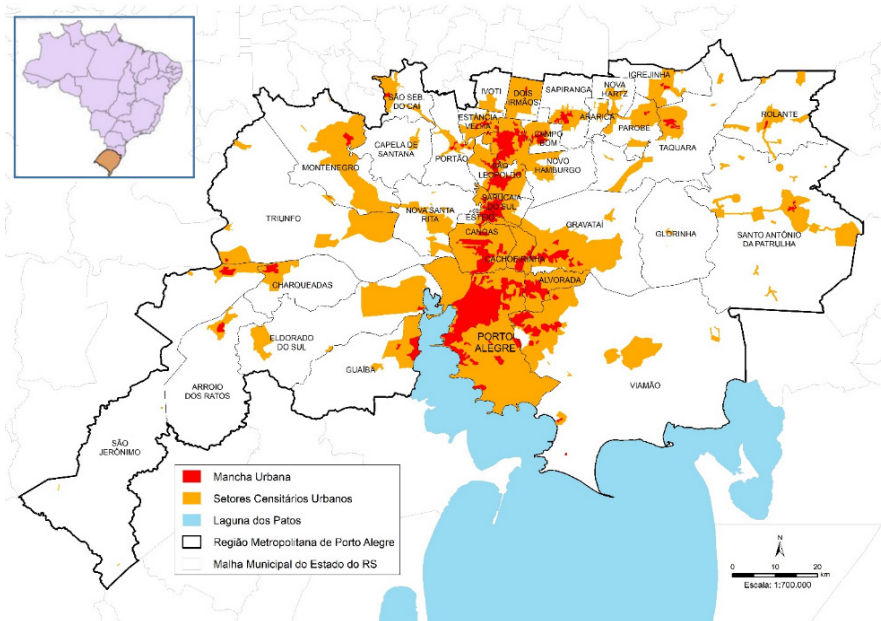 IGREJINHA
SÃO SEB.
DO CAÍ
IVOTI
DOIS
IRMÃOS
SAPIRANGA
NOVA
HARTZ
ROLANTE
ESTÂNCIA
VELHA
CAMPO
BOM
ARARICÁ
PAROBÉ
TAQUARA
MONTENEGRO
CAPELA DE
SANTANA
PORTÃO
SÃO
LEOPOLDO
NOVO
HAMBURGO
SAPUCAIA
DO SUL
TRIUNFO
NOVA SANTA
RITA
ESTEIO
CANOAS
GRAVATAÍ
GLORINHA
SANTO ANTÔNIO
DA PATRULHA
CACHOEIRINHA
CHARQUEADAS
ALVORADA
ELDORADO
DO SUL
PORTO
ALEGRE
GUAÍBA
VIAMÃO
ARROIO
DOS RATOS
SÃO
JERÔNIMO
Mancha Urbana
Setores Censitários Urbanos
Laguna dos Patos
Região Metropolitana de Porto Alegre
Malha Municipal do Estado do RS
N
0 10 20
km
Escala: 1:700.000